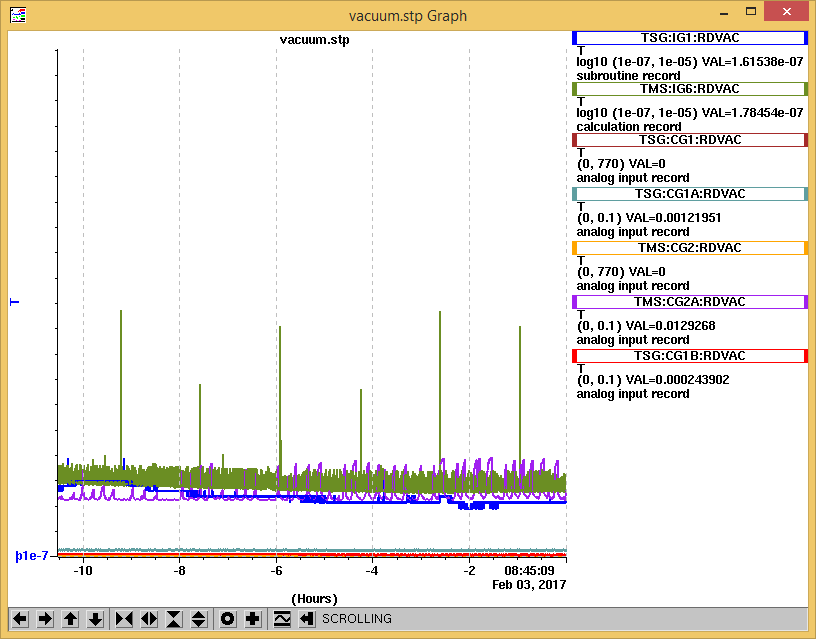 vacuum.stp Graph
vacuum.stp
T
þ1e-7
-10
-8
-6
-4
-2
08:45:09
Feb 03, 2017
(Hours)
TSG:IG1:RDVAC
T
log10 (1e-07, 1e-05) VAL=1.61538e-07
subroutine record
TMS:IG6:RDVAC
T
log10 (1e-07, 1e-05) VAL=1.78454e-07
calculation record
TSG:CG1:RDVAC
T
(0, 770) VAL=0
analog input record
TSG:CG1A:RDVAC
T
(0, 0.1) VAL=0.00121951
analog input record
TMS:CG2:RDVAC
T
(0, 770) VAL=0
analog input record
TMS:CG2A:RDVAC
T
(0, 0.1) VAL=0.0129268
analog input record
TSG:CG1B:RDVAC
T
(0, 0.1) VAL=0.000243902
analog input record
SCROLLING